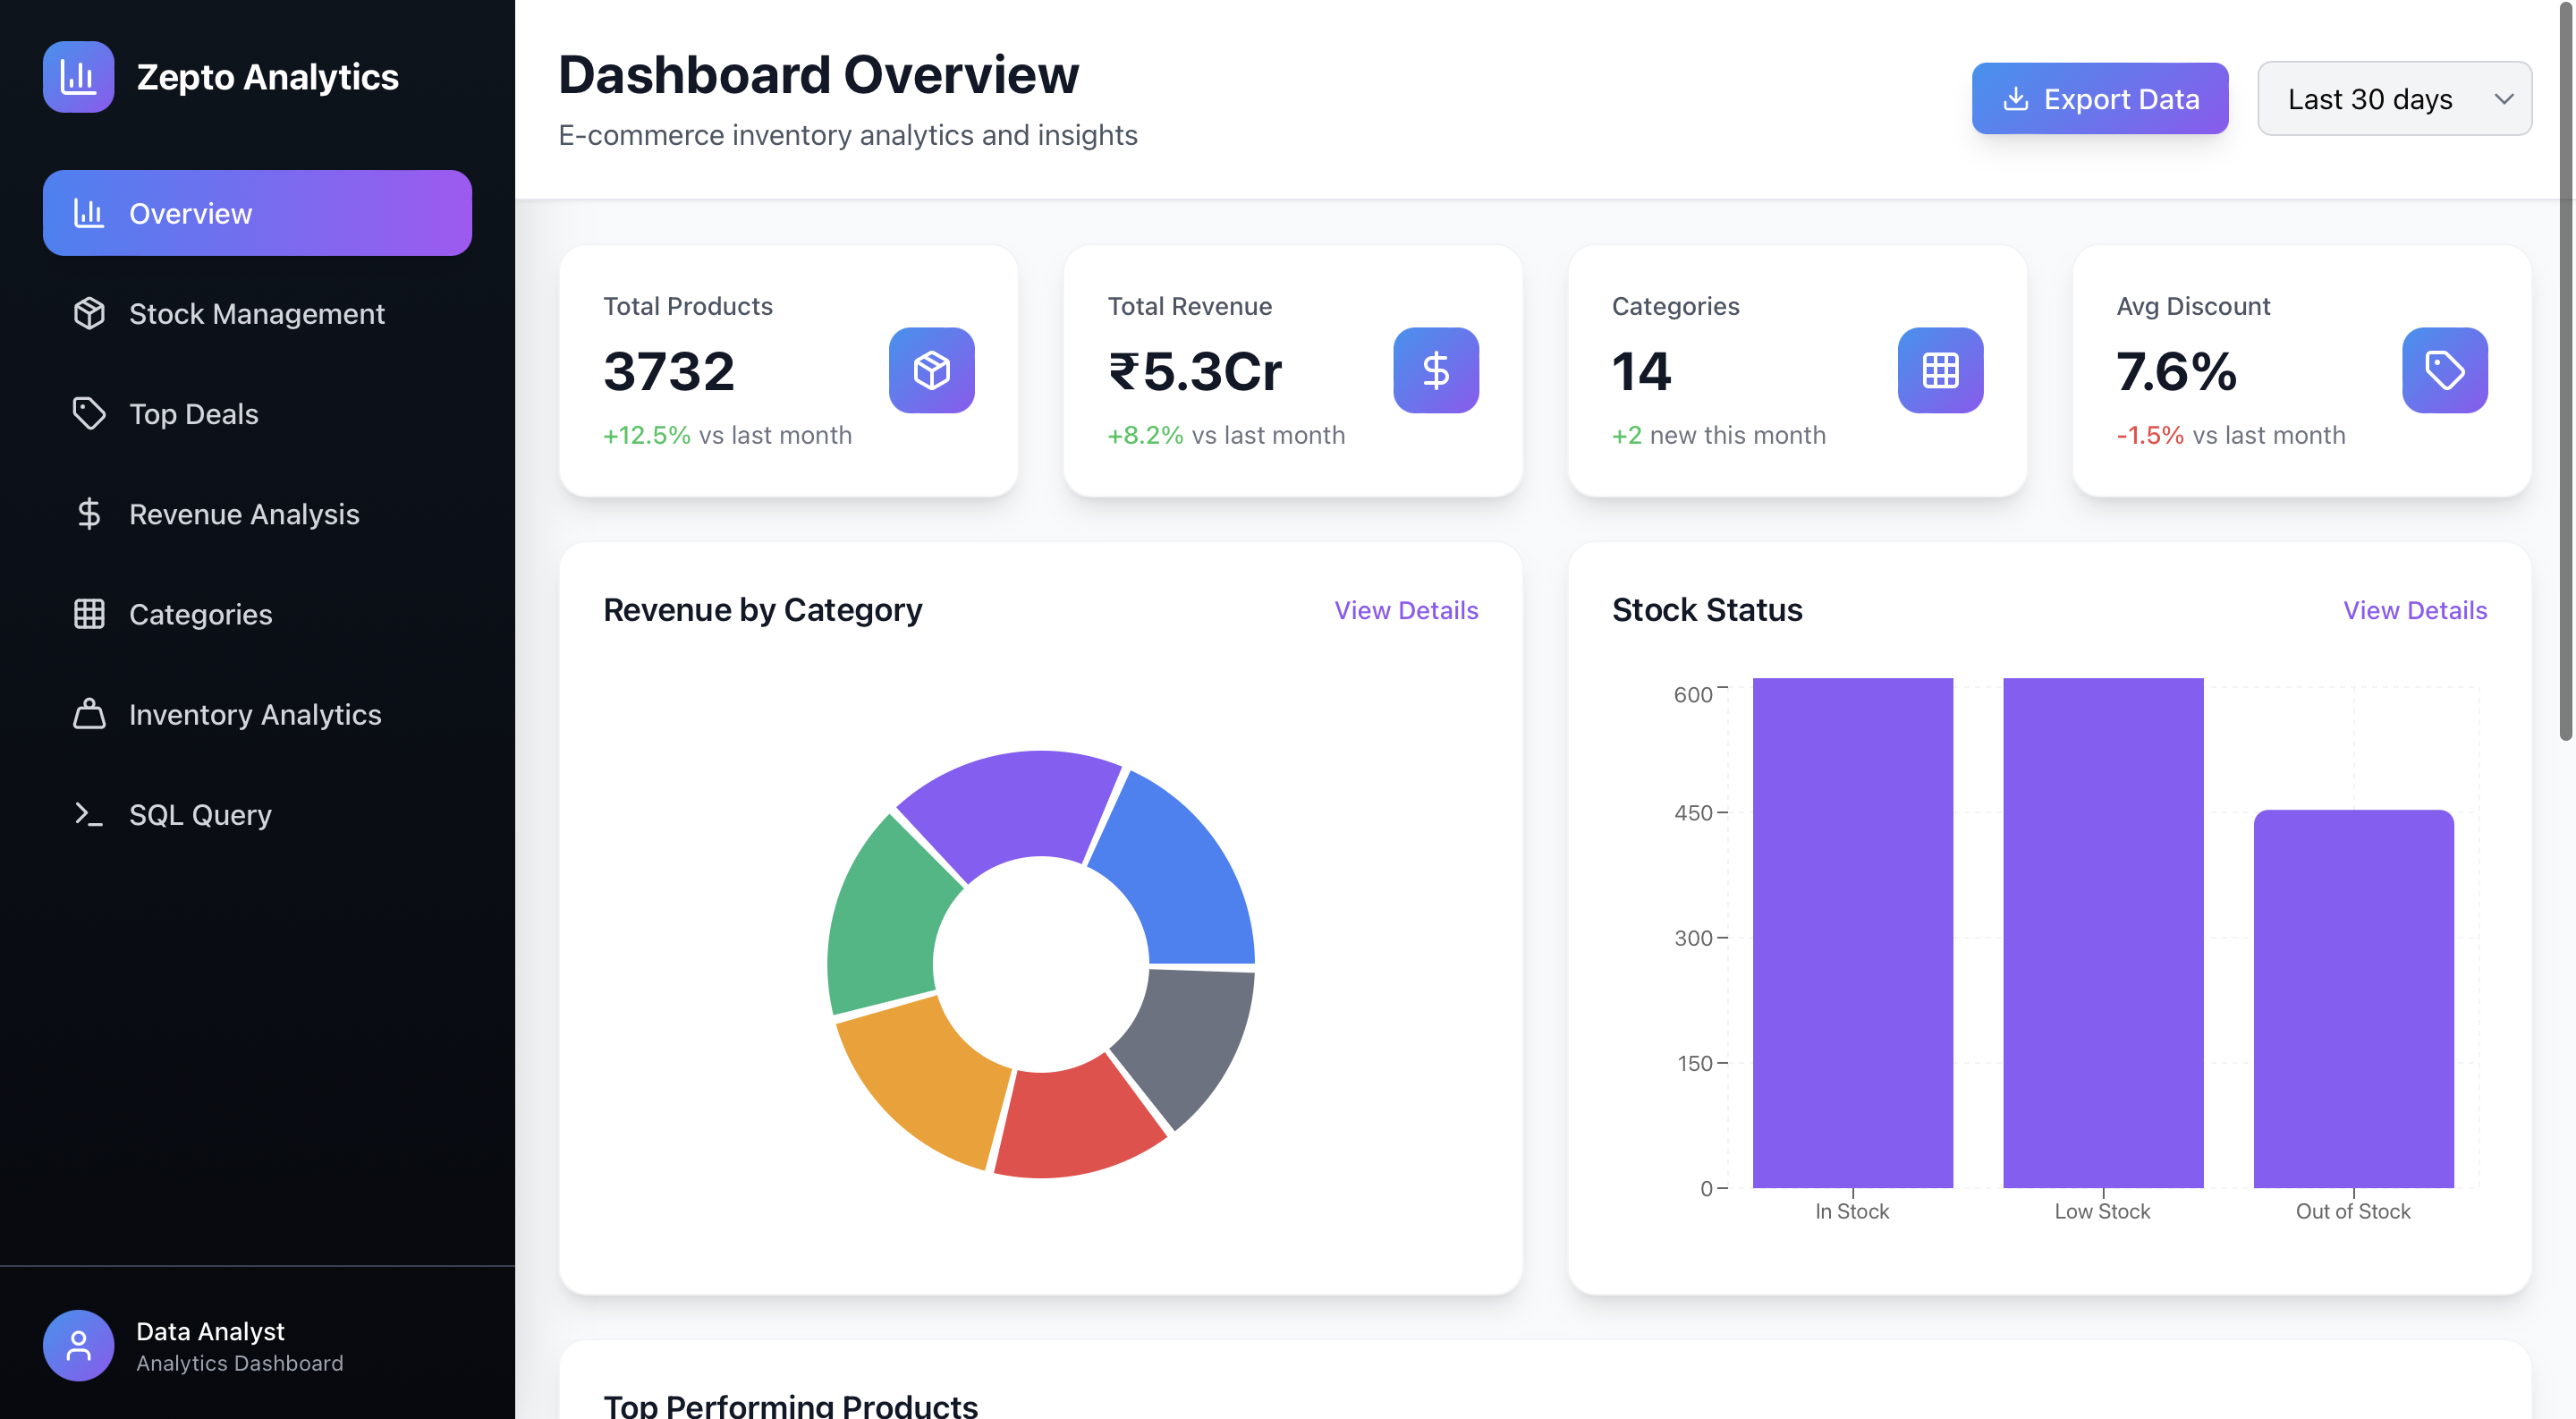 Zepto Analytics
Overview
Stock Management
Top Deals
Revenue Analysis
Categories
Inventory Analytics
SQL Query
Data Analyst
Analytics Dashboard
Dashboard Overview
E-commerce inventory analytics and insights
Export Data
Last 30 days
Total Products
3732
+12.5% vs last month
Total Revenue
₹5.3Cr
+8.2% vs last month
Categories
14
+2 new this month
Avg Discount
7.6%
-1.5% vs last month
Revenue by Category
View Details
Stock Status
View Details
600
450
300
150
0
In Stock
Low Stock
Out of Stock
Top Performing Products